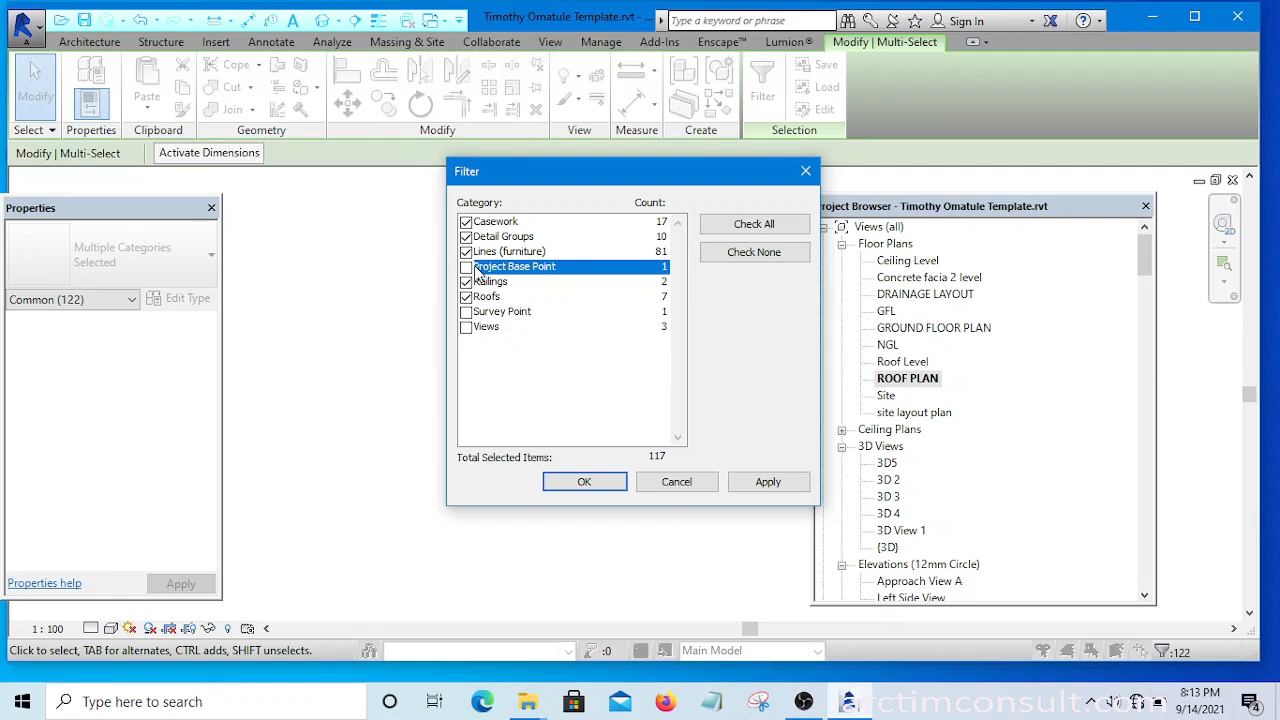 Timothy Omatule Template.rvt - ...
Type a keyword or phrase
Sign In
Architecture
Structure
Insert
Annotate
Analyze
Massing & Site
Collaborate
View
Manage
Add-Ins
Enscape™
Lumion®
Modify | Multi-Select
Modify
Paste
Cope
Cut
Join
Filter
Save
Load
Edit
Select
Properties
Clipboard
Geometry
Modify
View
Measure
Create
Selection
Modify | Multi-Select
Activate Dimensions
Properties
Multiple Categories
Selected
Common (122)
Edit Type
Properties help
Apply
Filter
Category:
Count:
Casework 17
Detail Groups 10
Lines (furniture) 81
Project Base Point 1
Railings 2
Roofs 7
Survey Point 1
Views 3
Check All
Check None
Total Selected Items: 117
OK
Cancel
Apply
roject Browser - Timothy Omatule Template.rvt
Views (all)
Floor Plans
Ceiling Level
Concrete facia 2 level
DRAINAGE LAYOUT
GFL
GROUND FLOOR PLAN
NGL
Roof Level
ROOF PLAN
Site
site layout plan
Ceiling Plans
3D Views
3D5
3D 2
3D 3
3D 4
3D View 1
{3D}
Elevations (12mm Circle)
Approach View A
Left Side View
1 : 100
Click to select, TAB for alternates, CTRL adds, SHIFT unselects.
:0
Main Model
:122
Type here to search
arctimconsult.com
8:13 PM
9/14/2021
4